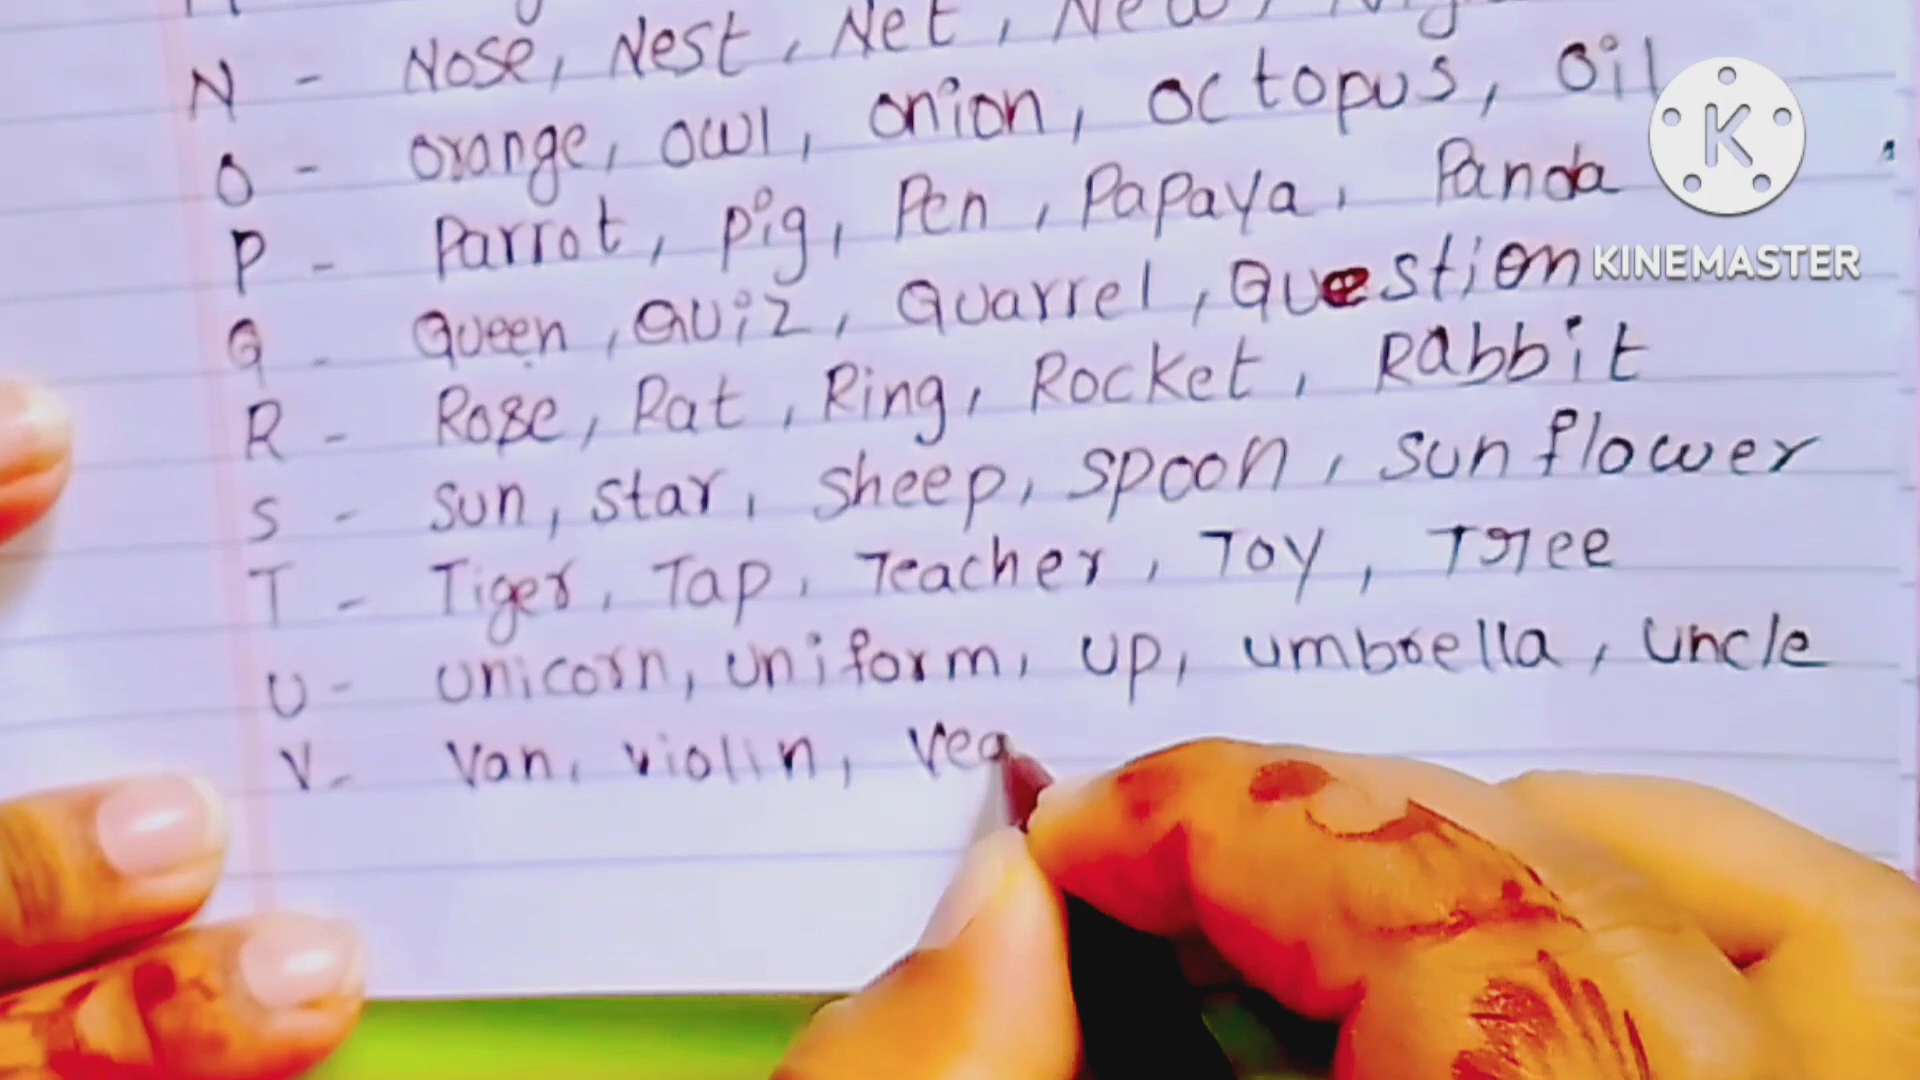 N - Nose, Nest, Net, New,
O - orange, owl, onion, octopus, oil
P - Parrot, pig, Pen, Papaya, Panda
Q - Queen, Quiz, Quarrel, Question
R - Rose, Rat, Ring, Rocket, Rabbit
S - sun, star, sheep, spoon, sunflower
T - Tiger, Tap, Teacher, Toy, Tree
U - unicorn, uniform, up, umbrella, uncle
V - Van, violin, Veg
K
KINEMASTER